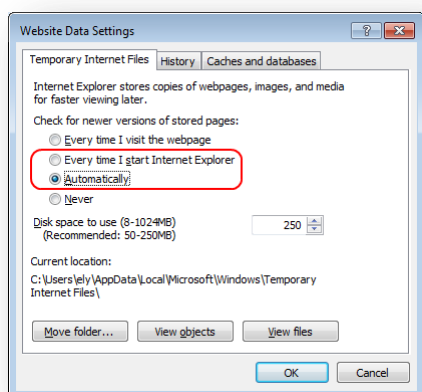 Website Data Settings
Temporary Internet Files History Caches and databases
Internet Explorer stores copies of webpages, images, and media
for faster viewing later.
Check for newer versions of stored pages:
Every time I visit the webpage
Every time I start Internet Explorer
Automatically
Never
Disk space to use (8-1024MB) 250
(Recommended: 50-250MB)
Current location:
C:\Users\ely\AppData\Local\Microsoft\Windows\Temporary
Internet Files\
Move folder... View objects View files
OK Cancel